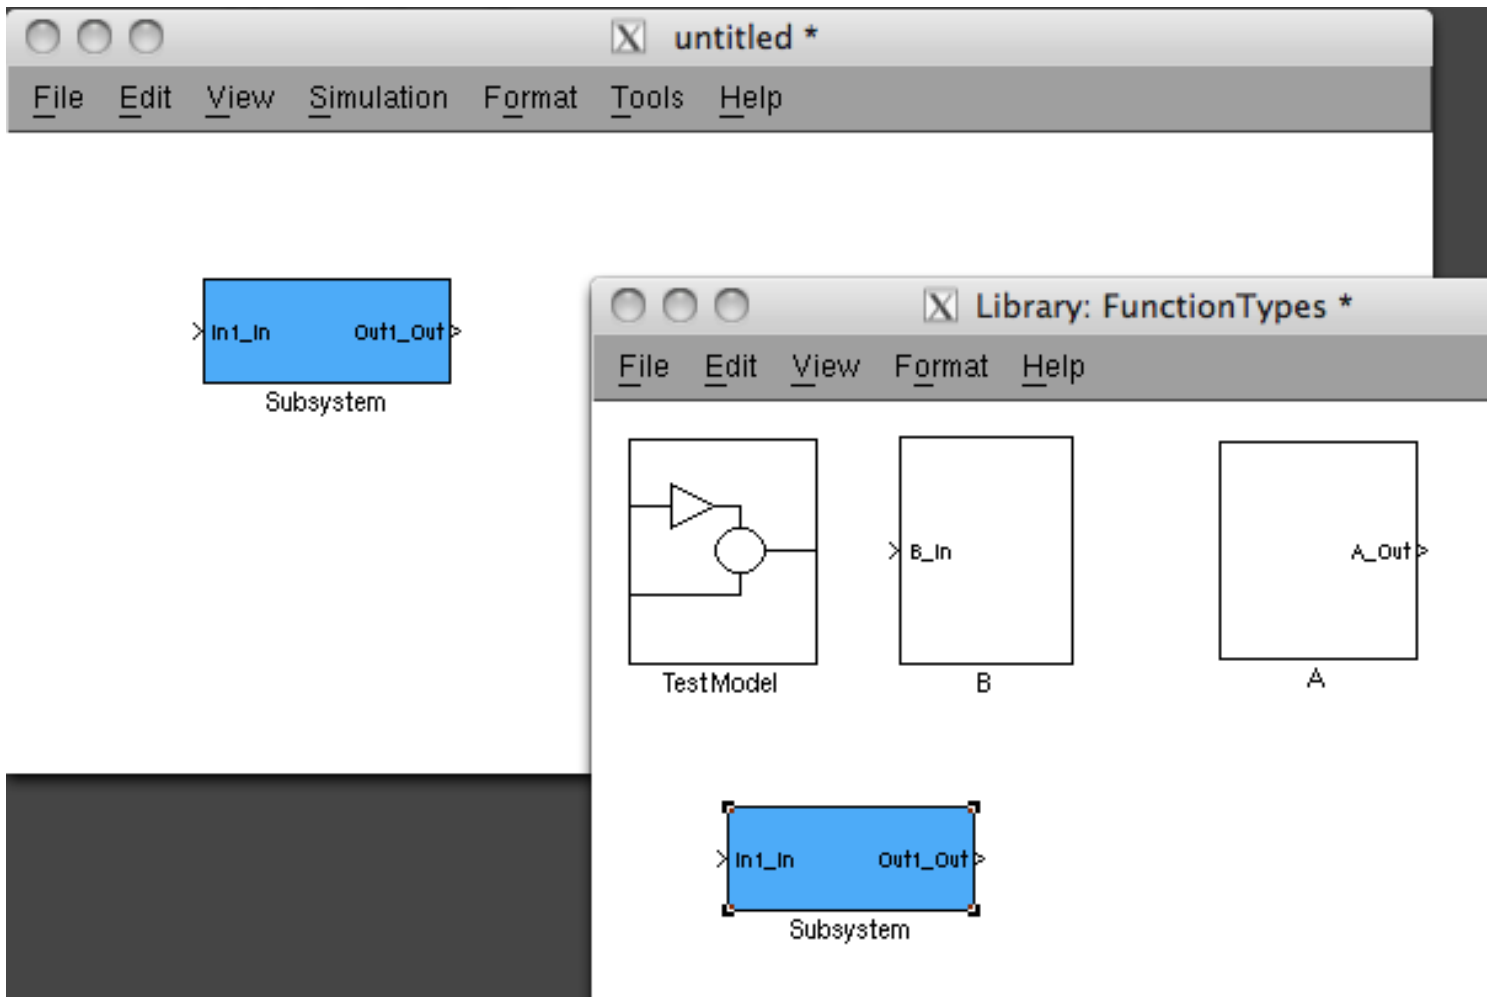 untitled *
File Edit View Simulation Format Tools Help
In1_In Out1_Out
Subsystem
Library: FunctionTypes *
File Edit View Format Help
B_In A_Out
TestModel B A
In1_In Out1_Out
Subsystem